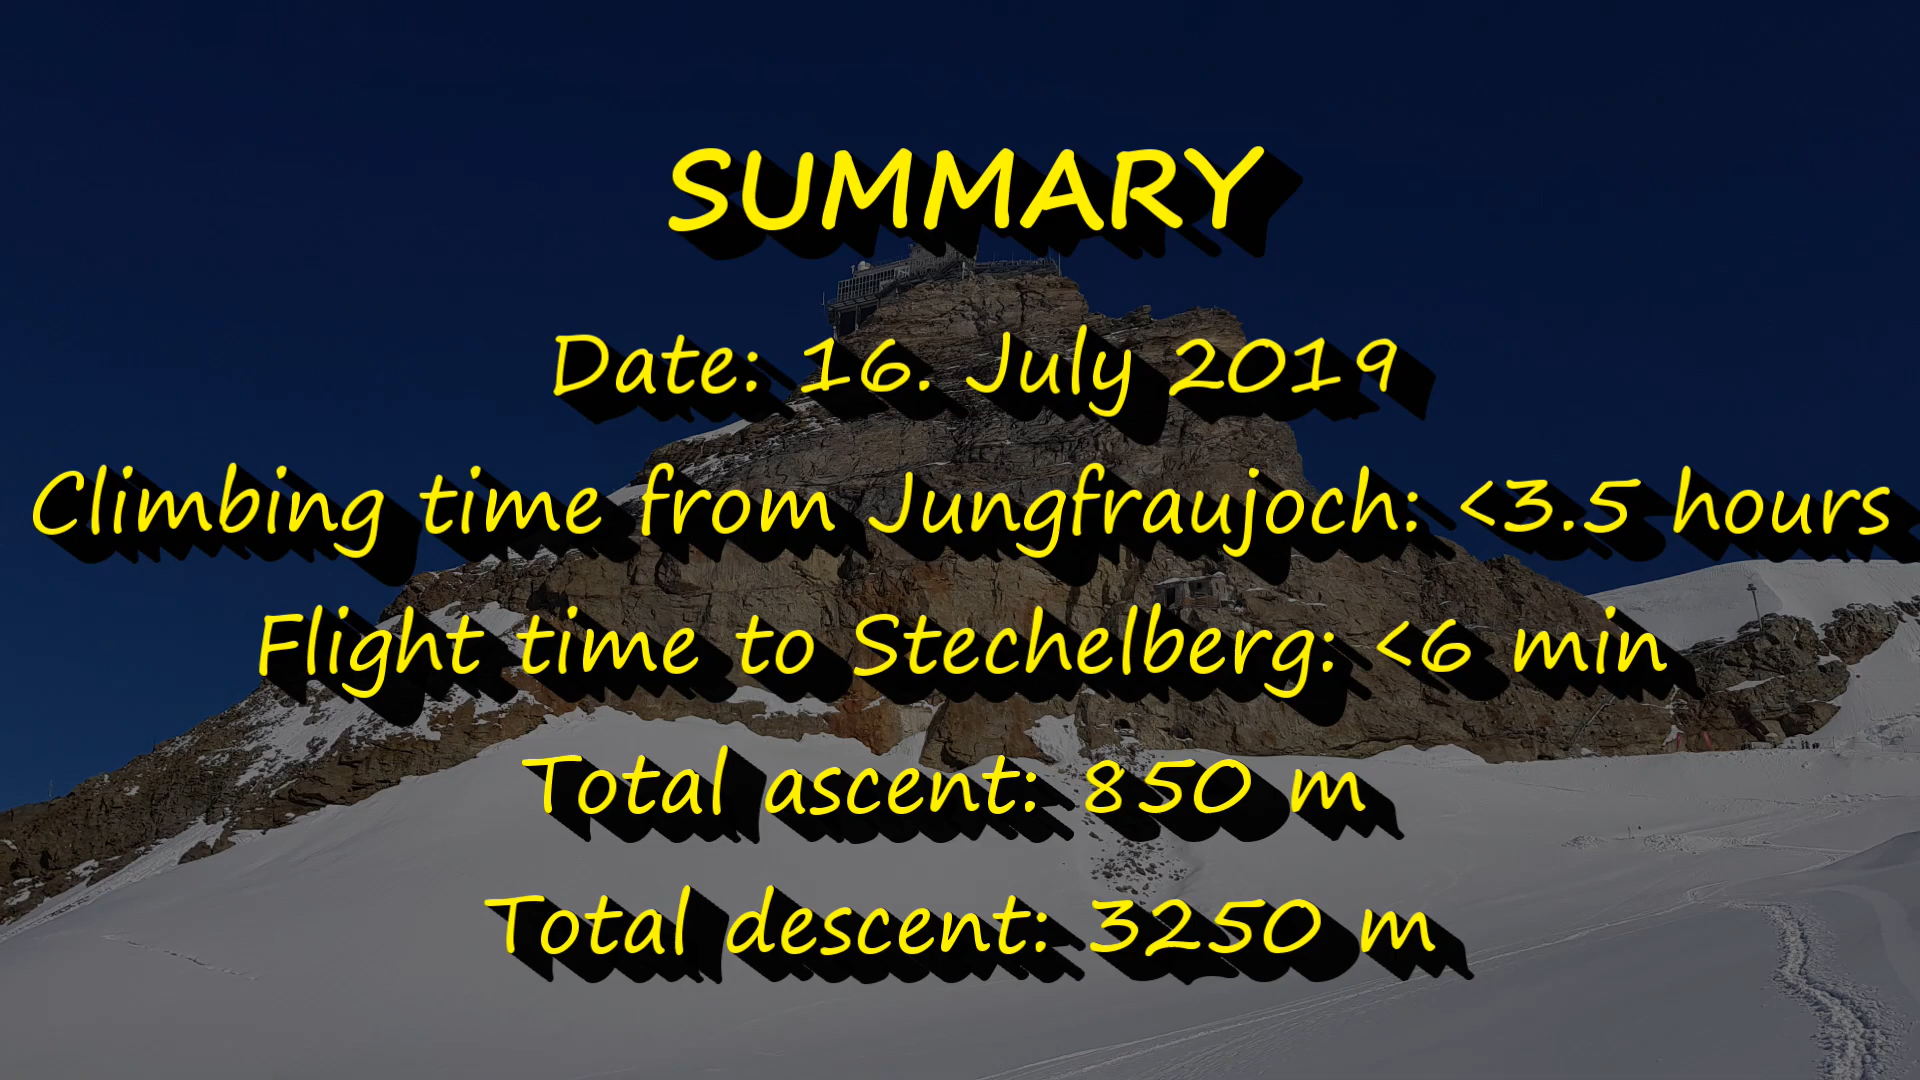 SUMMARY
Date: 16. July 2019
Climbing time from Jungfraujoch: <3.5 hours
Flight time to Stechelberg: <6 min
Total ascent: 850 m
Total descent: 3250 m